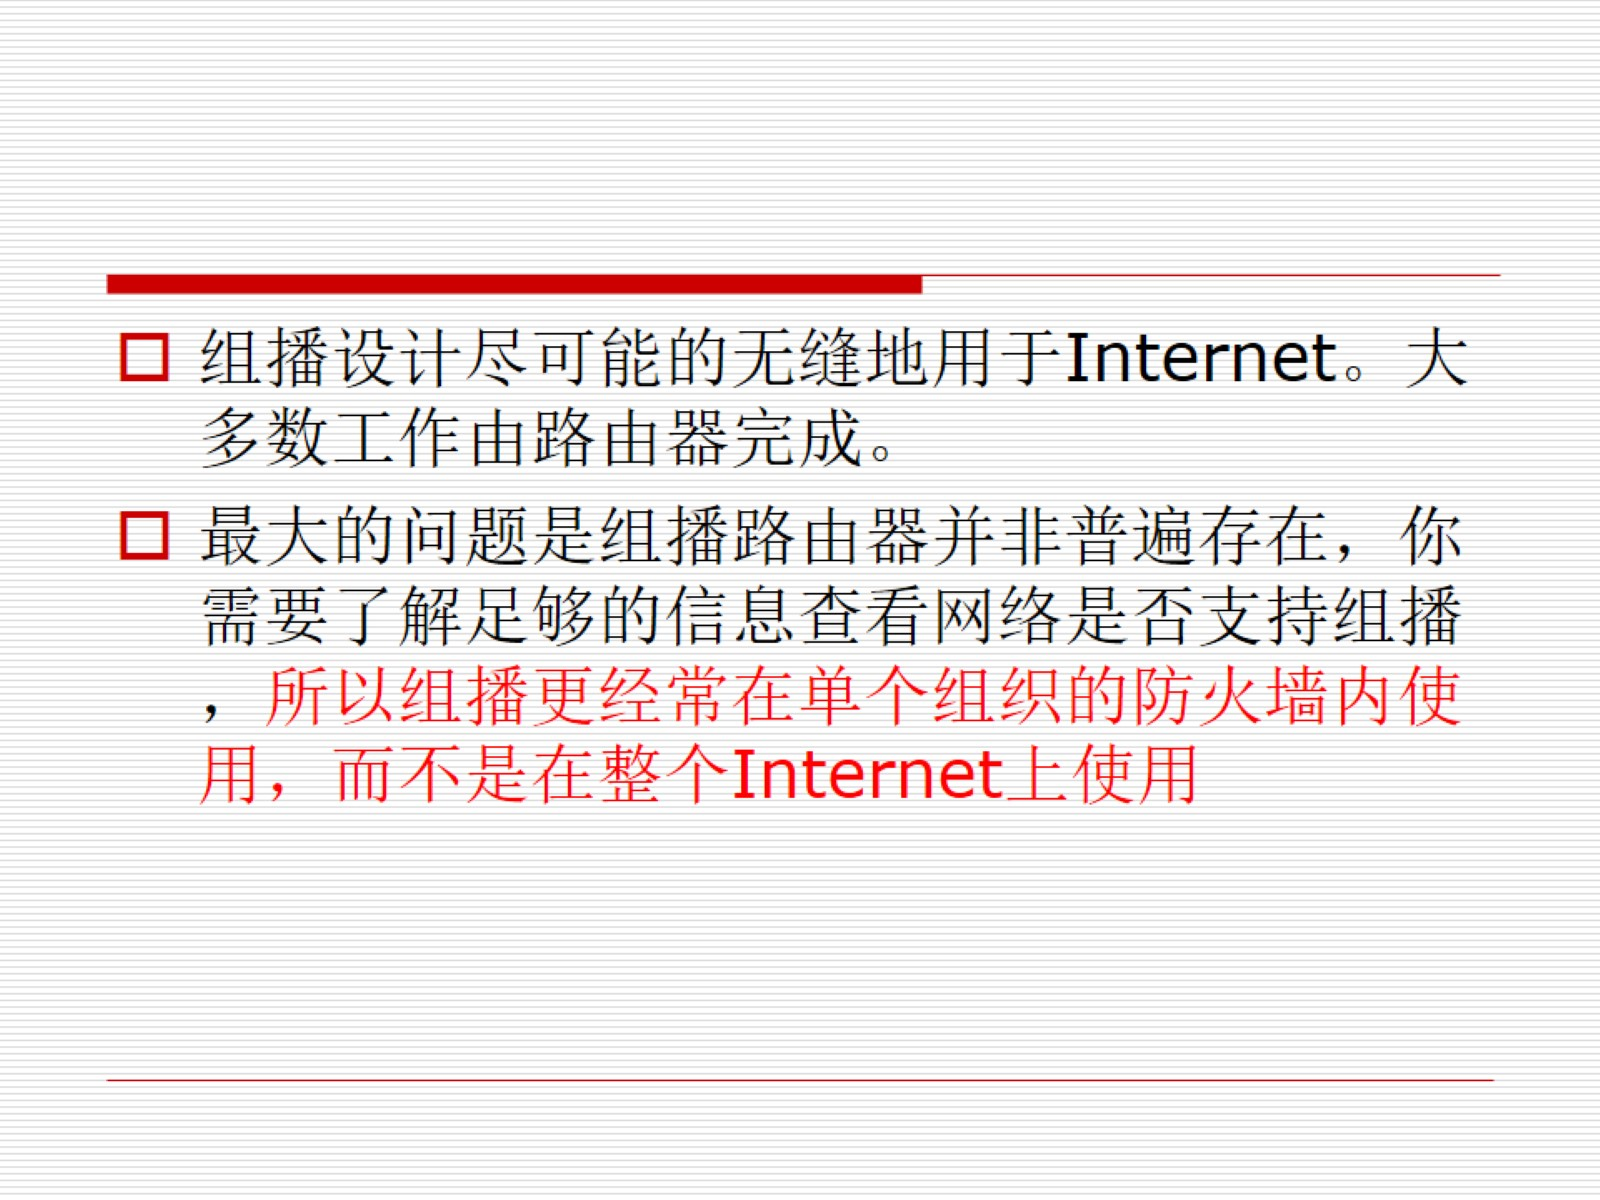 组播设计尽可能的无缝地用于Internet。大
多数工作由路由器完成。
最大的问题是组播路由器并非普遍存在，你
需要了解足够的信息查看网络是否支持组播
，所以组播更经常在单个组织的防火墙内使
用，而不是在整个Internet上使用